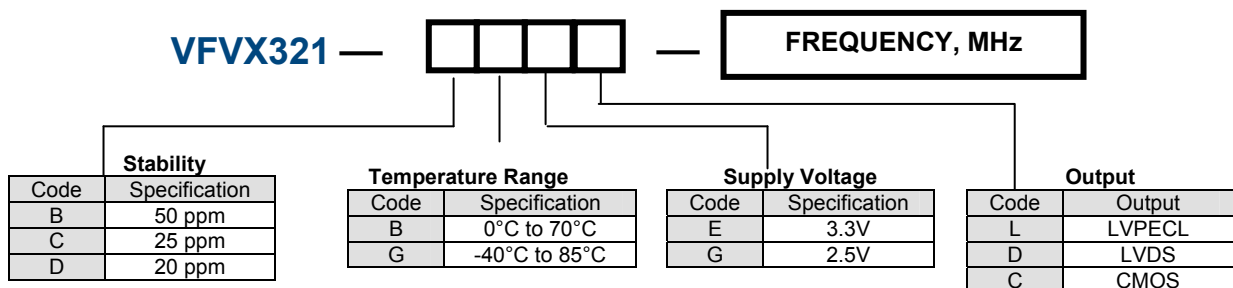 VFVX321 — — FREQUENCY, MHz
Stability
Code Specification
B 50 ppm
C 25 ppm
D 20 ppm
Temperature Range
Code Specification
B 0°C to 70°C
G -40°C to 85°C
Supply Voltage
Code Specification
E 3.3V
G 2.5V
Output
Code Output
L LVPECL
D LVDS
C CMOS